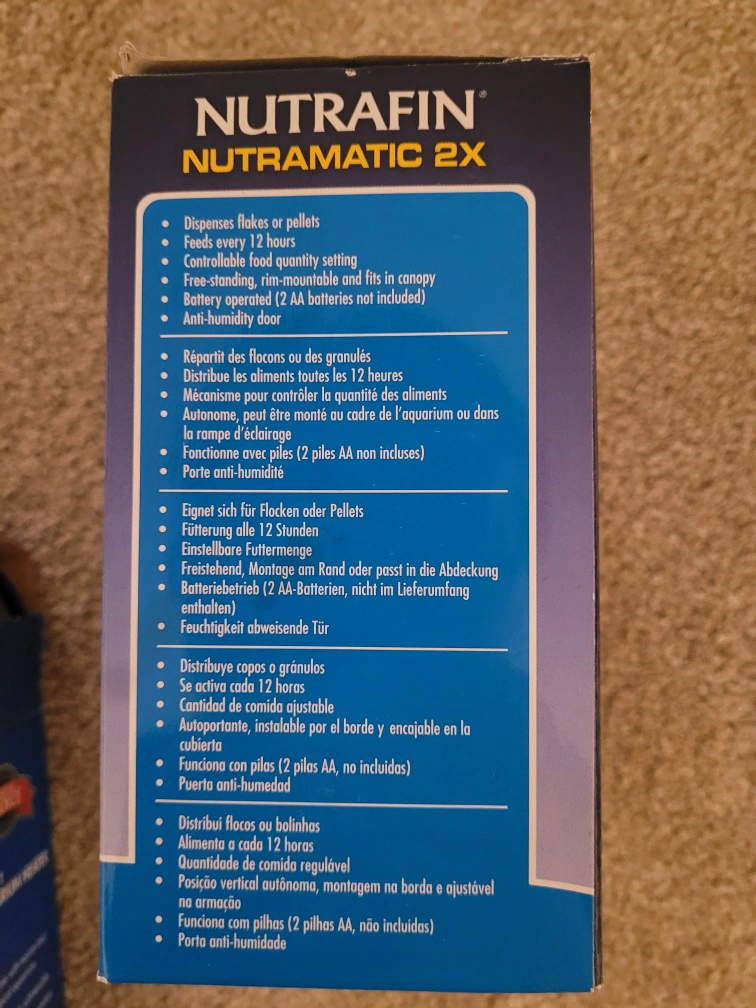 NUTRAFIN®
NUTRAMATIC 2X
• Dispenses flakes or pellets
• Feeds every 12 hours
• Controllable food quantity setting
• Free-standing, rim-mountable and fits in canopy
• Battery operated (2 AA batteries not included)
• Anti-humidity door
• Répartit des flocons ou des granulés
• Distribue les aliments toutes les 12 heures
• Mécanisme pour contrôler la quantité des aliments
• Autonome, peut être monté au cadre de l'aquarium ou dans
la rampe d'éclairage
• Fonctionne avec piles (2 piles AA non incluses)
• Porte anti-humidité
• Eignet sich für Flocken oder Pellets
• Fütterung alle 12 Stunden
• Einstellbare Futtermenge
• Freistehend, Montage am Rand oder passt in die Abdeckung
• Batteriebetrieb (2 AA-Batterien, nicht im Lieferumfang
enthalten)
• Feuchtigkeit abweisende Tür
• Distribuye copos o gránulos
• Se activa cada 12 horas
• Cantidad de comida ajustable
• Autoportante, instalable por el borde y encajable en la
cubierta
• Funciona con pilas (2 pilas AA, no incluidas)
• Puerta anti-humedad
• Distribui flocos ou bolinhas
• Alimenta a cada 12 horas
• Quantidade de comida regulável
• Posição vertical autônoma, montagem na borda e ajustável
na armação
• Funciona com pilhas (2 pilhas AA, não incluídas)
• Porta anti-humidade